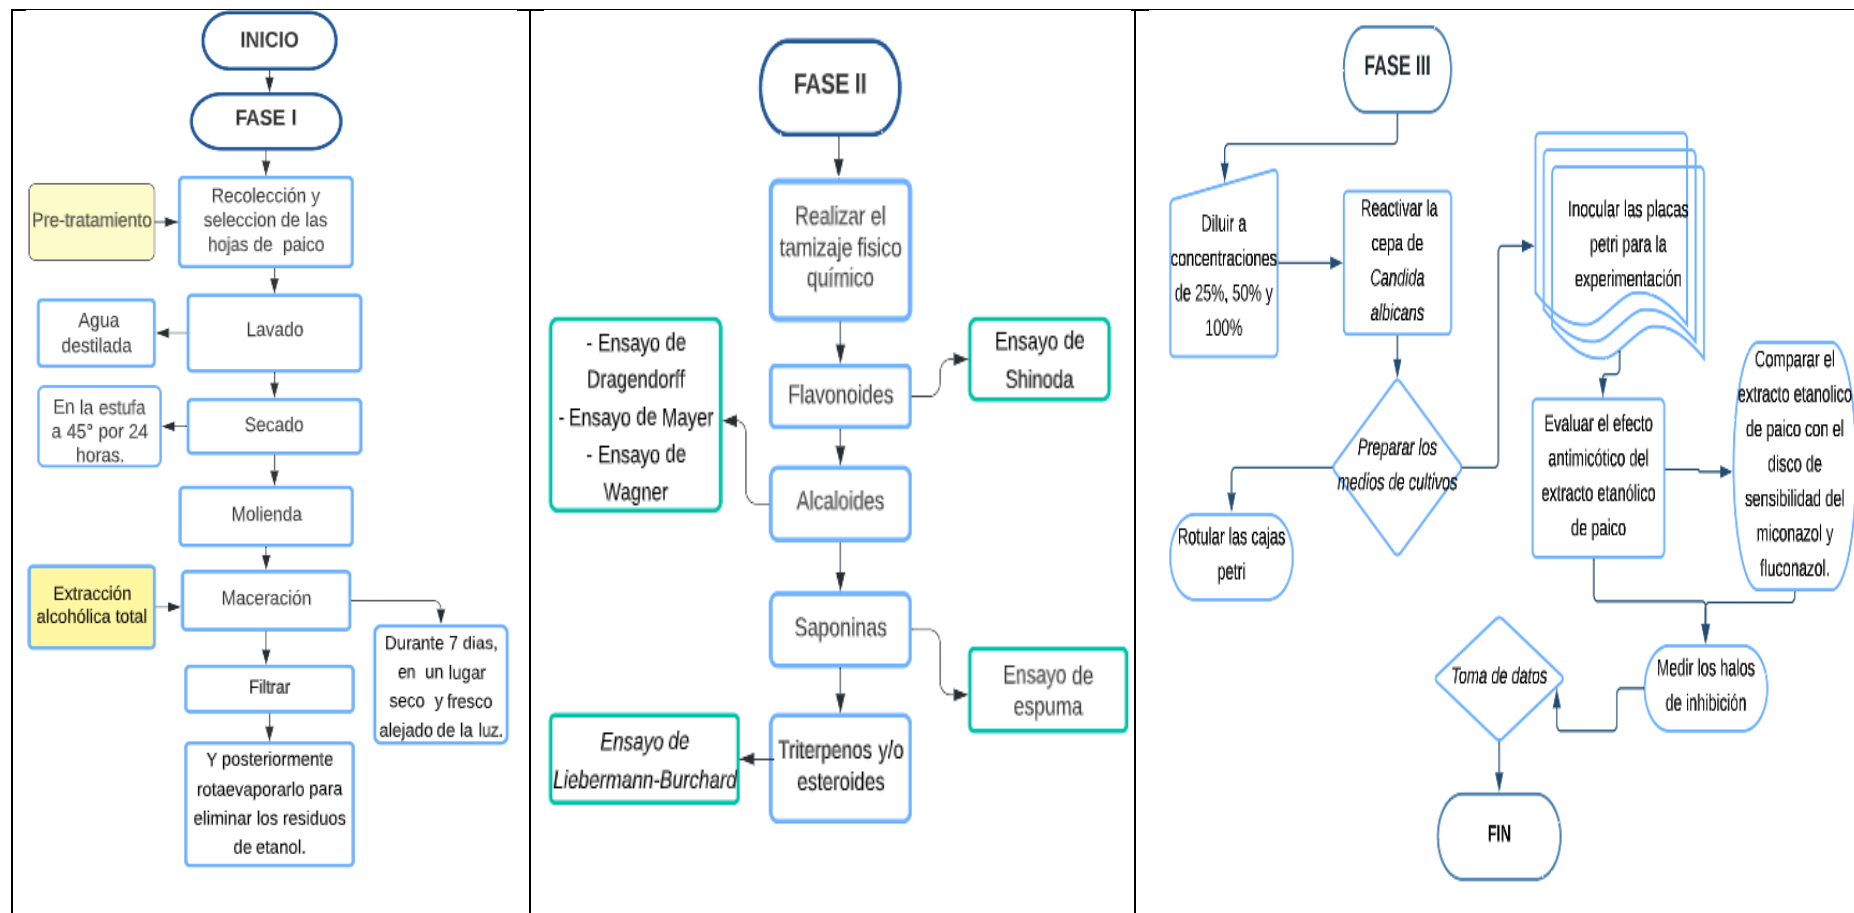 INICIO
FASE I
Pre-tratamiento
Recolección y
seleccion de las
hojas de paico
Agua
destilada
Lavado
En la estufa
a 45° por 24
horas.
Secado
Molienda
Extracción
alcohólica total
Maceración
Durante 7 dias,
en un lugar
seco y fresco
alejado de la luz.
Filtrar
Y posteriormente
rotaevaporarlo para
eliminar los residuos
de etanol.
FASE II
Realizar el
tamizaje fisico
quírnico
Flavonoides
Ensayo de
Shinoda
- Ensayo de
Dragendorff
- Ensayo de Mayer
- Ensayo de
Wagner
Alcaloides
Saponinas
Ensayo de
espuma
Ensayo de
Liebermann-Burchard
Triterpenos y/o
esteroides
FASE III
Diluir a
concentraciones
de 25%, 50% y
100%
Reactivar la
cepa de
Candida
albicans
Preparar los
medios de cultivos
Rotular las cajas
petri
Inocular las placas
petri para la
experimentación
Evaluar el efecto
antimicótico del
extracto etanólico
de paico
Comparar el
extracto etanolico
de paico con el
disco de
sensibilidad del
miconazol y
fluconazol.
Medir los halos
de inhibición
Toma de datos
FIN